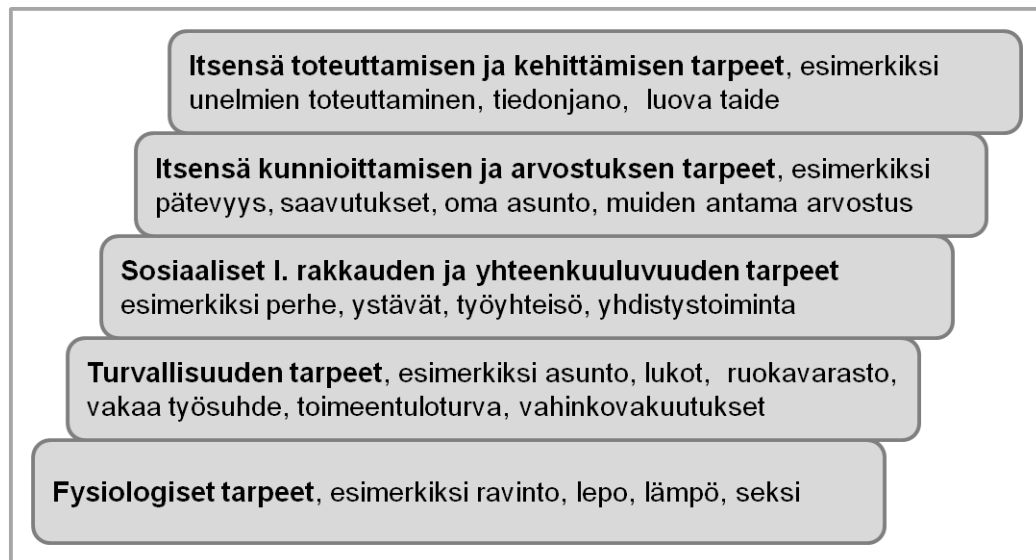 Itsensä toteuttamisen ja kehittämisen tarpeet, esimerkiksi
unelmien toteuttaminen, tiedonjano, luova taide
Itsensä kunnioittamisen ja arvostuksen tarpeet, esimerkiksi
pätevyys, saavutukset, oma asunto, muiden antama arvostus
Sosiaaliset l. rakkauden ja yhteenkuuluvuuden tarpeet
esimerkiksi perhe, ystävät, työyhteisö, yhdistystoiminta
Turvallisuuden tarpeet, esimerkiksi asunto, lukot, ruokavarasto,
vakaa työsuhde, toimeentuloturva, vahinkovakuutukset
Fysiologiset tarpeet, esimerkiksi ravinto, lepo, lämpö, seksi